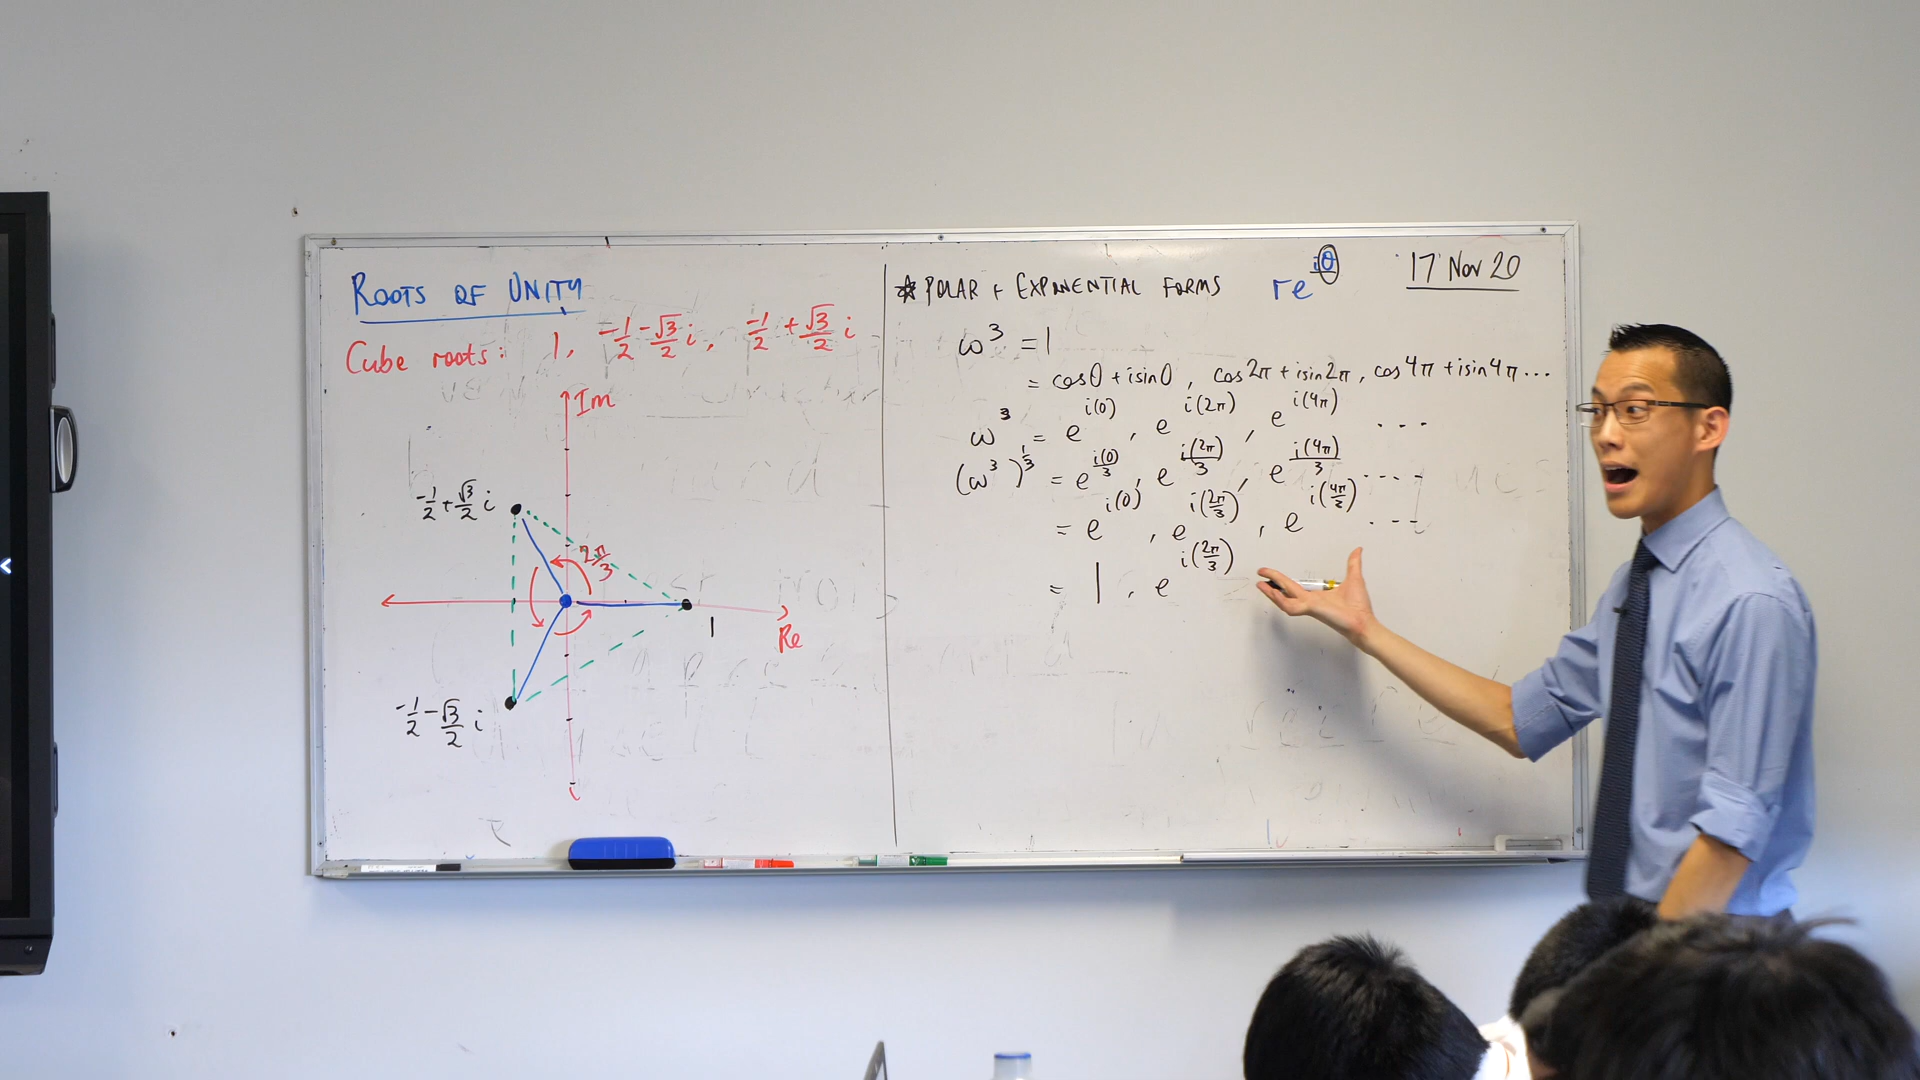 ROOTS OF UNITY
Cube roots: 1, -1/2 - √3/2 i, -1/2 + √3/2 i
Im
-1/2 + √3/2 i
2π/3
1
Re
-1/2 - √3/2 i
* POLAR + EXPONENTIAL FORMS re^(iθ)
17 Nov 20
ω³ = 1
= cos0 + isin0, cos2π + isin2π, cos4π + isin4π...
ω³ = e^(i(0)), e^(i(2π)), e^(i(4π)) ...
(ω³)^(1/3) = e^(i(0)/3), e^(i(2π)/3), e^(i(4π)/3) ....
= e^(i(0)), e^(i(2π/3)), e^(i(4π/3)) ...
= 1, e^(i(2π/3))